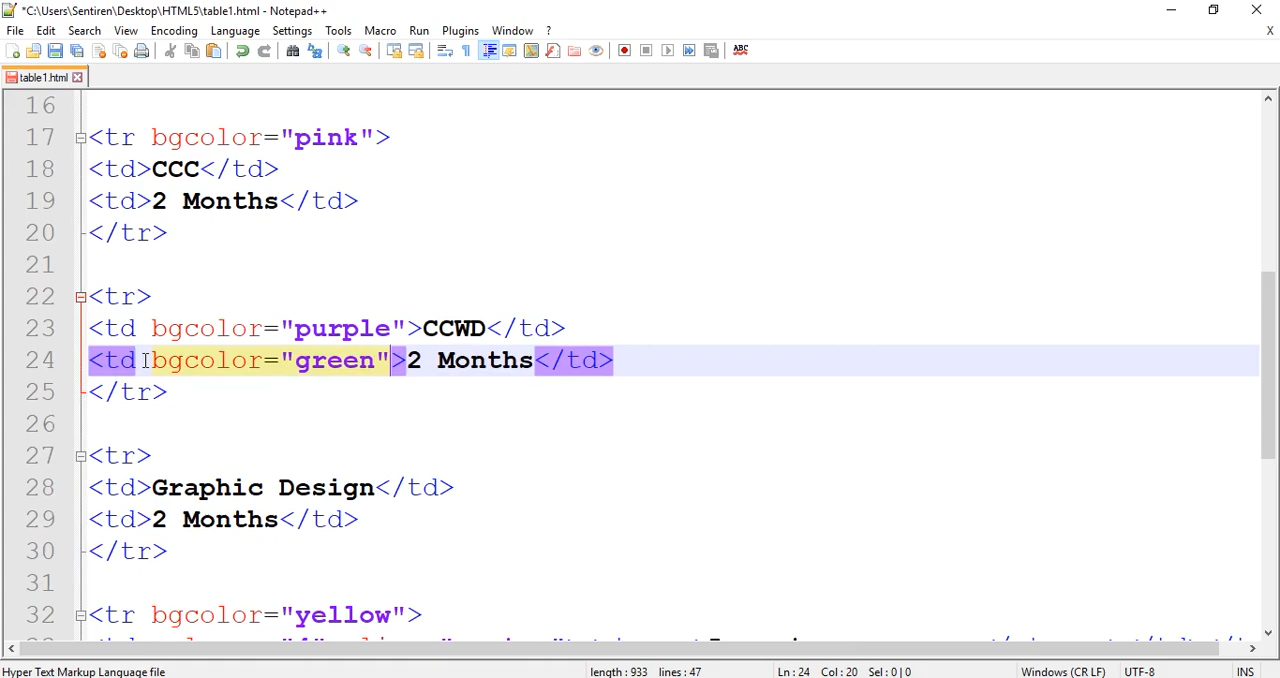 *C:\Users\Sentiren\Desktop\HTML5\table1.html - Notepad++
File Edit Search View Encoding Language Settings Tools Macro Run Plugins Window ? X
ABC
table1.html
16
17 <tr bgcolor="pink">
18 <td>CCC</td>
19 <td>2 Months</td>
20 </tr>
21
22 <tr>
23 <td bgcolor="purple">CCWD</td>
24 <td bgcolor="green">2 Months</td>
25 </tr>
26
27 <tr>
28 <td>Graphic Design</td>
29 <td>2 Months</td>
30 </tr>
31
32 <tr bgcolor="yellow">
Hyper Text Markup Language file length : 933 lines : 47 Ln : 24 Col : 20 Sel : 0 | 0 Windows (CR LF) UTF-8 INS